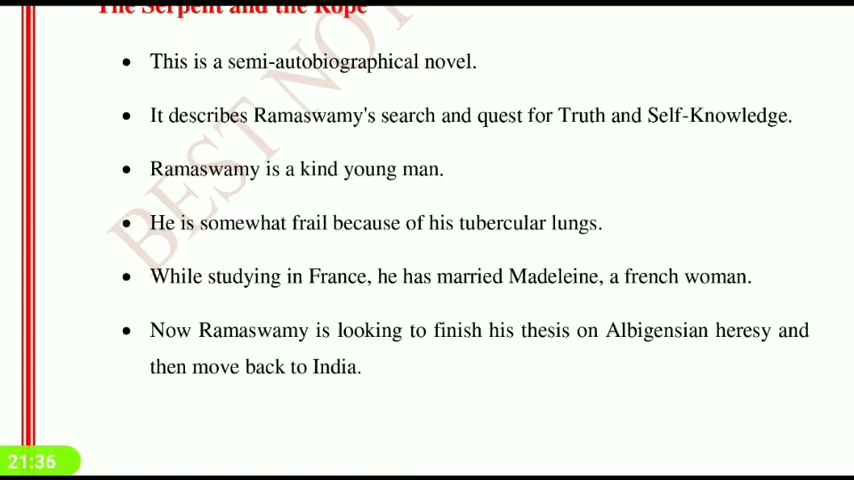 The Serpent and the Rope
• This is a semi-autobiographical novel.
• It describes Ramaswamy's search and quest for Truth and Self-Knowledge.
• Ramaswamy is a kind young man.
• He is somewhat frail because of his tubercular lungs.
• While studying in France, he has married Madeleine, a french woman.
• Now Ramaswamy is looking to finish his thesis on Albigensian heresy and
then move back to India.
BEST NOT
21:36